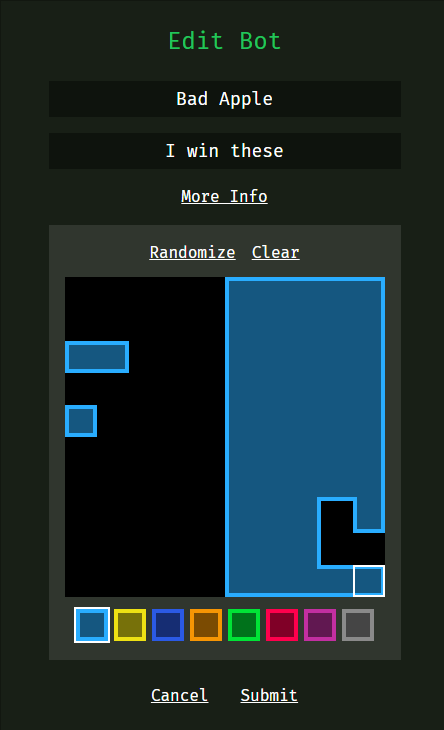 Edit Bot
Bad Apple
I win these
More Info
Randomize Clear
Cancel Submit